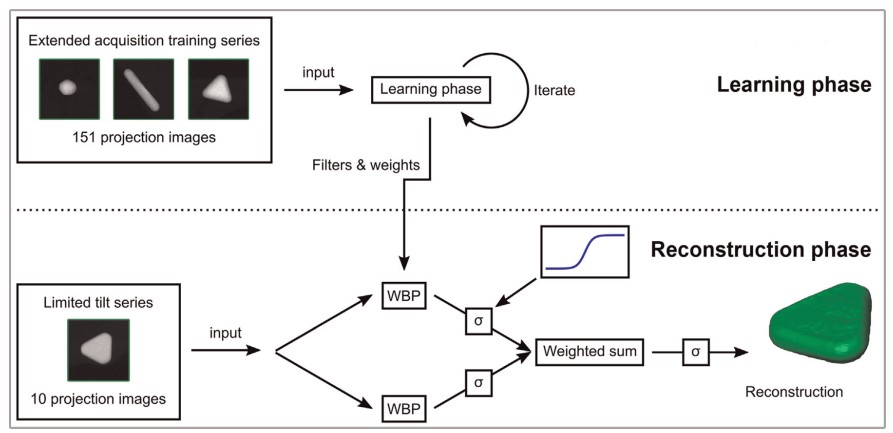 Extended acquisition training series
151 projection images
input
Learning phase
Iterate
Learning phase
Filters & weights
Reconstruction phase
Limited tilt series
10 projection images
input
WBP
σ
WBP
σ
Weighted sum
σ
Reconstruction